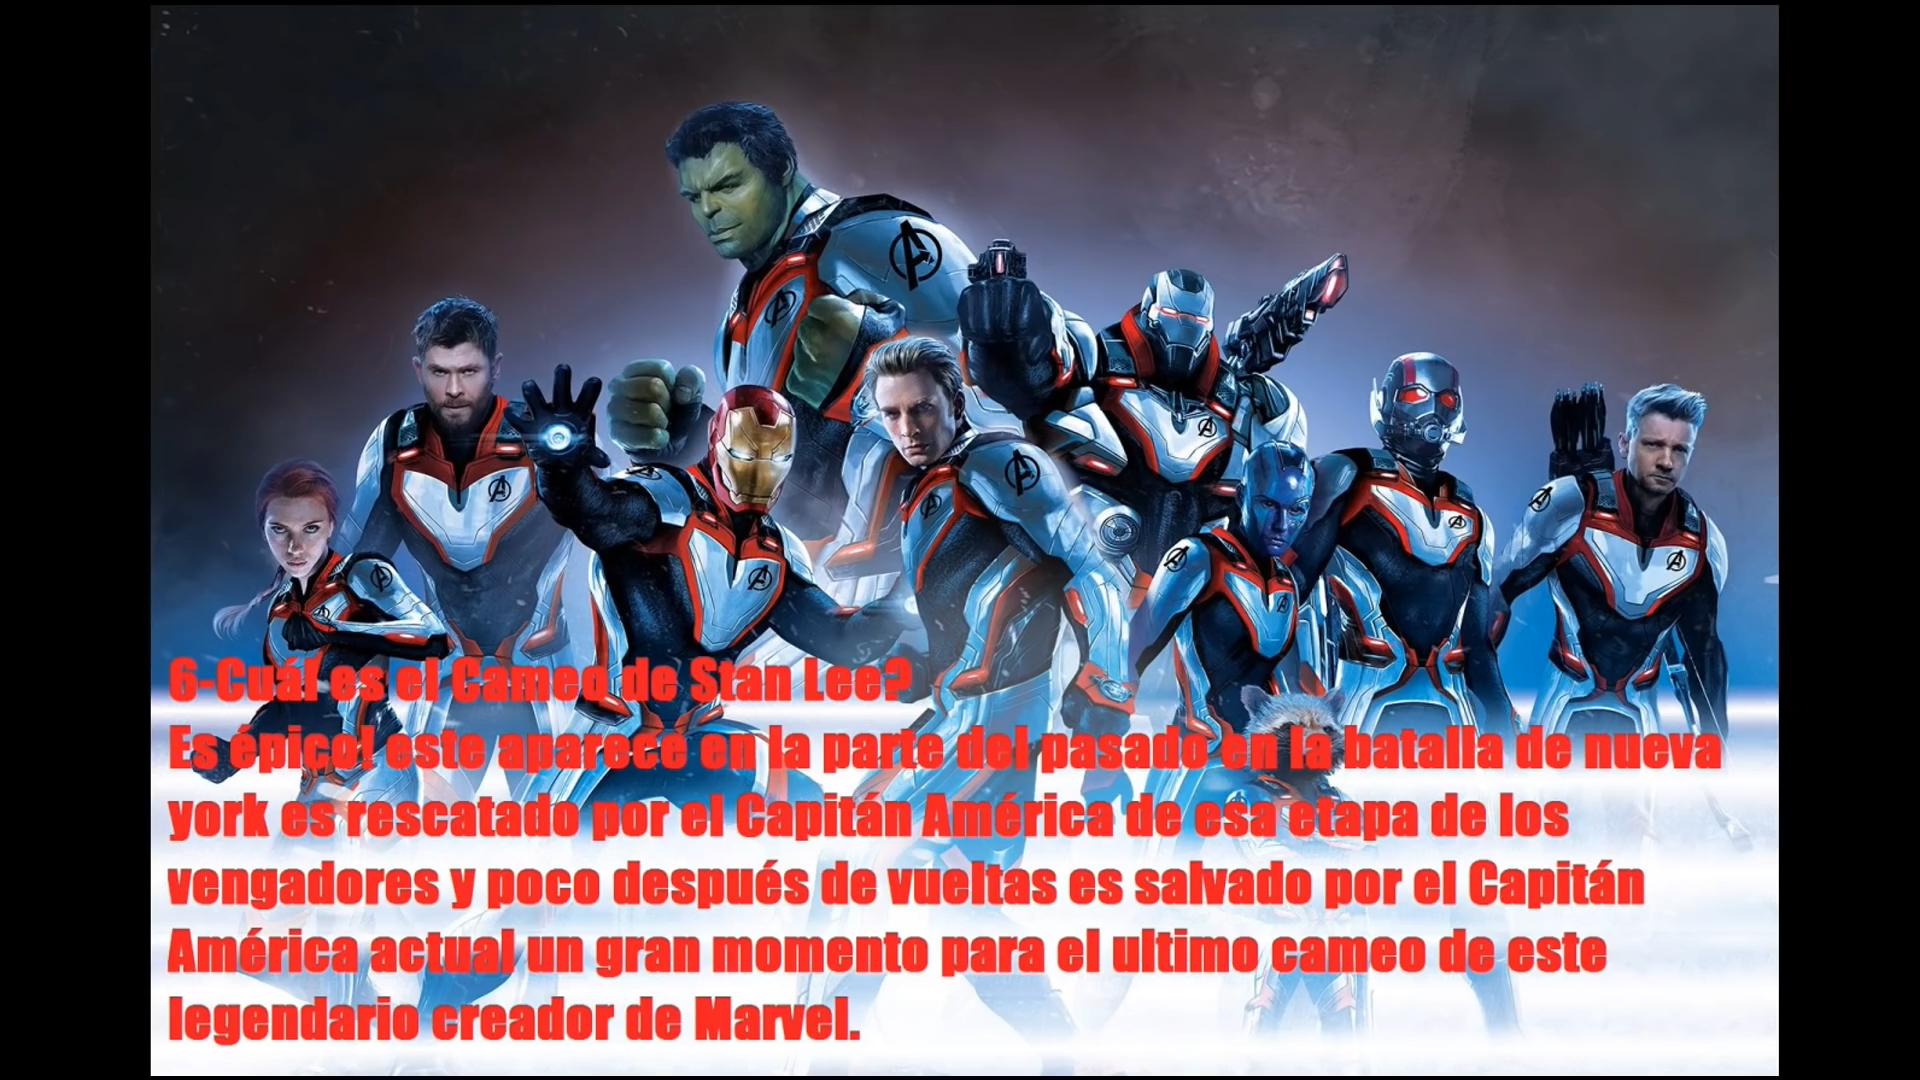 6-Cuál es el Cameo de Stan Lee?
Es épico! este aparece en la parte del pasado en la batalla de nueva
york es rescatado por el Capitán América de esa etapa de los
vengadores y poco después de vueltas es salvado por el Capitán
América actual un gran momento para el ultimo cameo de este
legendario creador de Marvel.